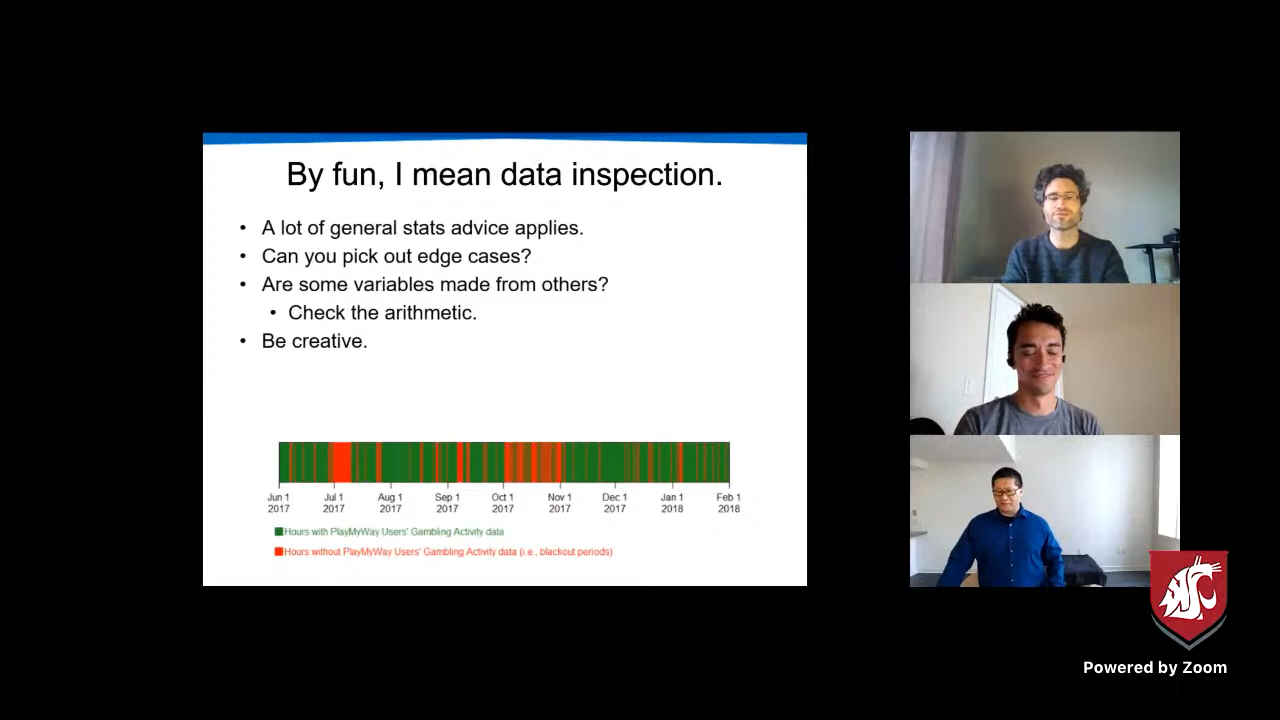 By fun, I mean data inspection.
• A lot of general stats advice applies.
• Can you pick out edge cases?
• Are some variables made from others?
• Check the arithmetic.
• Be creative.
Jun 1 Jul 1 Aug 1 Sep 1 Oct 1 Nov 1 Dec 1 Jan 1 Feb 1
2017 2017 2017 2017 2017 2017 2017 2018 2018
Hours with PlayMyWay Users' Gambling Activity data
Hours without PlayMyWay Users' Gambling Activity data (i.e., blackout periods)
Powered by Zoom